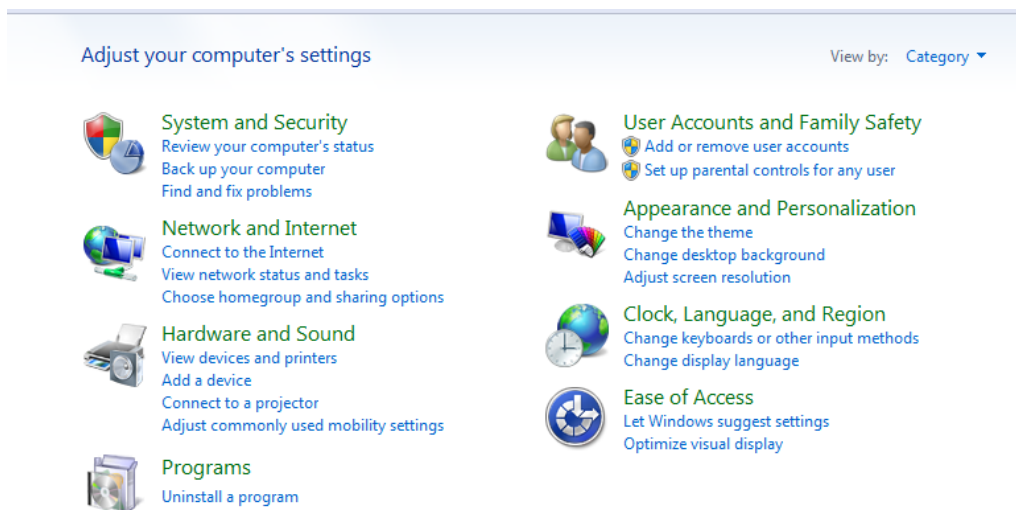 Adjust your computer's settings
View by: Category
System and Security
Review your computer's status
Back up your computer
Find and fix problems
Network and Internet
Connect to the Internet
View network status and tasks
Choose homegroup and sharing options
Hardware and Sound
View devices and printers
Add a device
Connect to a projector
Adjust commonly used mobility settings
Programs
Uninstall a program
User Accounts and Family Safety
Add or remove user accounts
Set up parental controls for any user
Appearance and Personalization
Change the theme
Change desktop background
Adjust screen resolution
Clock, Language, and Region
Change keyboards or other input methods
Change display language
Ease of Access
Let Windows suggest settings
Optimize visual display